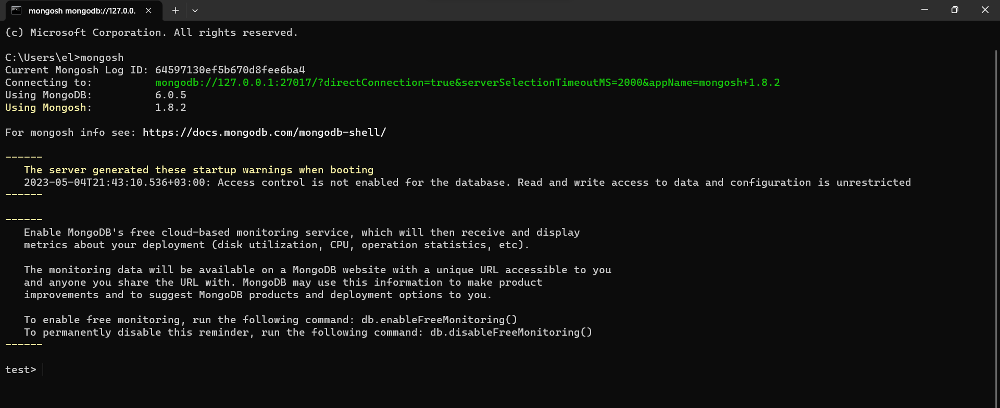 mongosh mongodb://127.0.0.
(c) Microsoft Corporation. All rights reserved.
C:\Users\el>mongosh
Current Mongosh Log ID: 64597130ef5b670d8fee6ba4
Connecting to: mongodb://127.0.0.1:27017/?directConnection=true&serverSelectionTimeoutMS=2000&appName=mongosh+1.8.2
Using MongoDB: 6.0.5
Using Mongosh: 1.8.2
For mongosh info see: https://docs.mongodb.com/mongodb-shell/
------
The server generated these startup warnings when booting
2023-05-04T21:43:10.536+03:00: Access control is not enabled for the database. Read and write access to data and configuration is unrestricted
------
------
Enable MongoDB's free cloud-based monitoring service, which will then receive and display
metrics about your deployment (disk utilization, CPU, operation statistics, etc).
The monitoring data will be available on a MongoDB website with a unique URL accessible to you
and anyone you share the URL with. MongoDB may use this information to make product
improvements and to suggest MongoDB products and deployment options to you.
To enable free monitoring, run the following command: db.enableFreeMonitoring()
To permanently disable this reminder, run the following command: db.disableFreeMonitoring()
------
test>